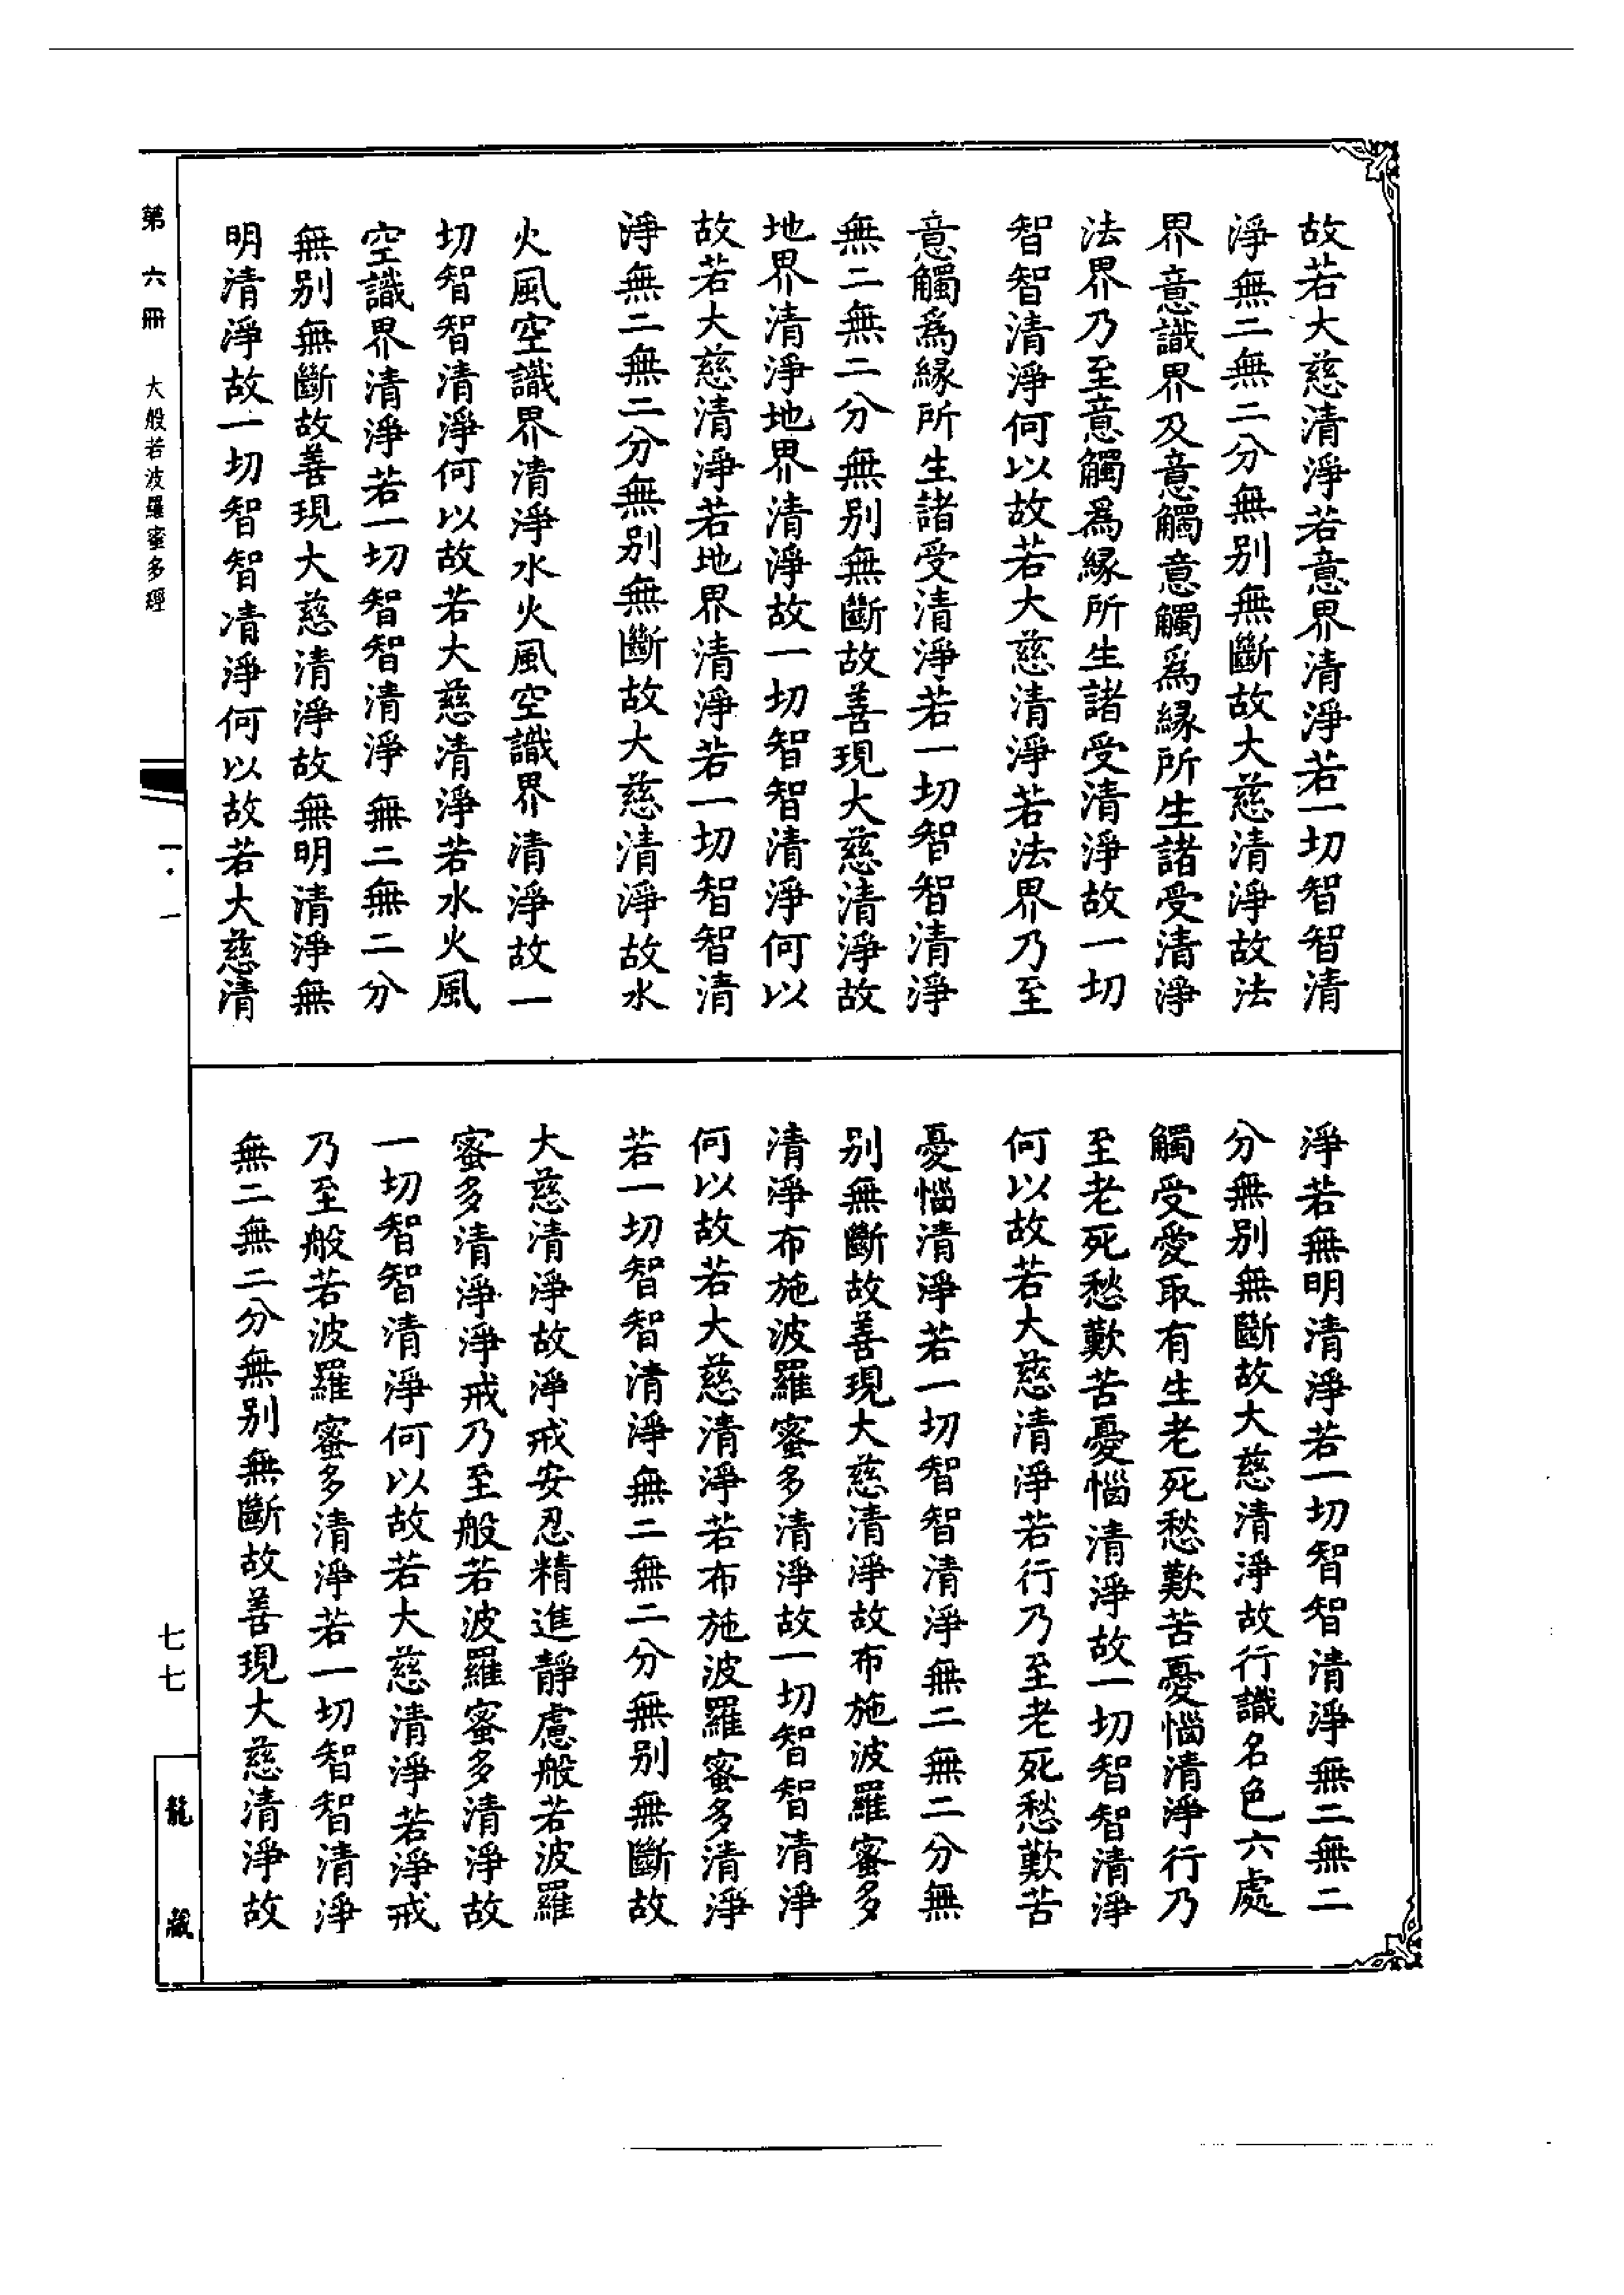 故若大慈清淨若意界清淨若一切智智清
淨無二無二分無别無斷故大慈清淨故法
界意識界及意觸意觸爲縁所生諸受清淨
法界乃至意觸爲縁所生諸受清淨故一切
智智清淨何以故若大慈清淨若法界乃至
意觸爲縁所生諸受清淨若一切智智清淨
無二無二分無别無斷故善現大慈清淨故
地界清淨地界清淨故一切智智清淨何以
故若大慈清淨若地界清淨若一切智智清
淨無二無二分無别無斷故大慈清淨故水
火風空識界清淨水火風空識界清淨故一
切智智清淨何以故若大慈清淨若水火風
空識界清淨若一切智智清淨無二無二分
無别無斷故善現大慈清淨故無明清淨無
明清淨故一切智智清淨何以故若大慈清
淨若無明清淨若一切智智清淨無二無二
分無别無斷故大慈清淨故行識名色六處
觸受愛取有生老死愁歎苦憂惱清淨行乃
至老死愁歎苦憂惱清淨故一切智智清淨
何以故若大慈清淨若行乃至老死愁歎苦
憂惱清淨若一切智智清淨無二無二分無
别無斷故善現大慈清淨故布施波羅蜜多
清淨布施波羅蜜多清淨故一切智智清淨
何以故若大慈清淨若布施波羅蜜多清淨
若一切智智清淨無二無二分無别無斷故
大慈清淨故淨戒安忍精進靜慮般若波羅
蜜多清淨淨戒乃至般若波羅蜜多清淨故
一切智智清淨何以故若大慈清淨若淨戒
乃至般若波羅蜜多清淨若一切智智清淨
無二無二分無别無斷故善現大慈清淨故
第六冊 大般若波羅蜜多經
一·一
七七
龍藏